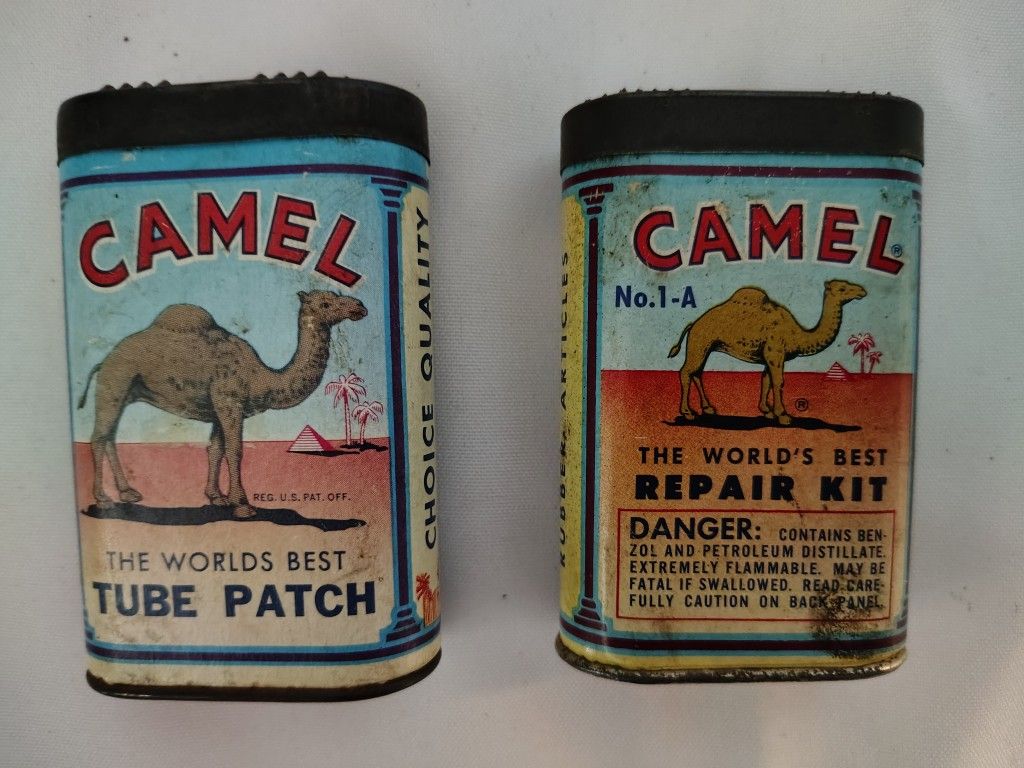 CAMEL
REG. U.S. PAT. OFF.
THE WORLDS BEST
TUBE PATCH
CHOICE QUALITY
CAMEL®
No.1-A
®
THE WORLD'S BEST
REPAIR KIT
DANGER: CONTAINS BEN-
ZOL AND PETROLEUM DISTILLATE.
EXTREMELY FLAMMABLE. MAY BE
FATAL IF SWALLOWED. READ CARE-
FULLY CAUTION ON BACK PANEL.
RUBBER ARTICLES